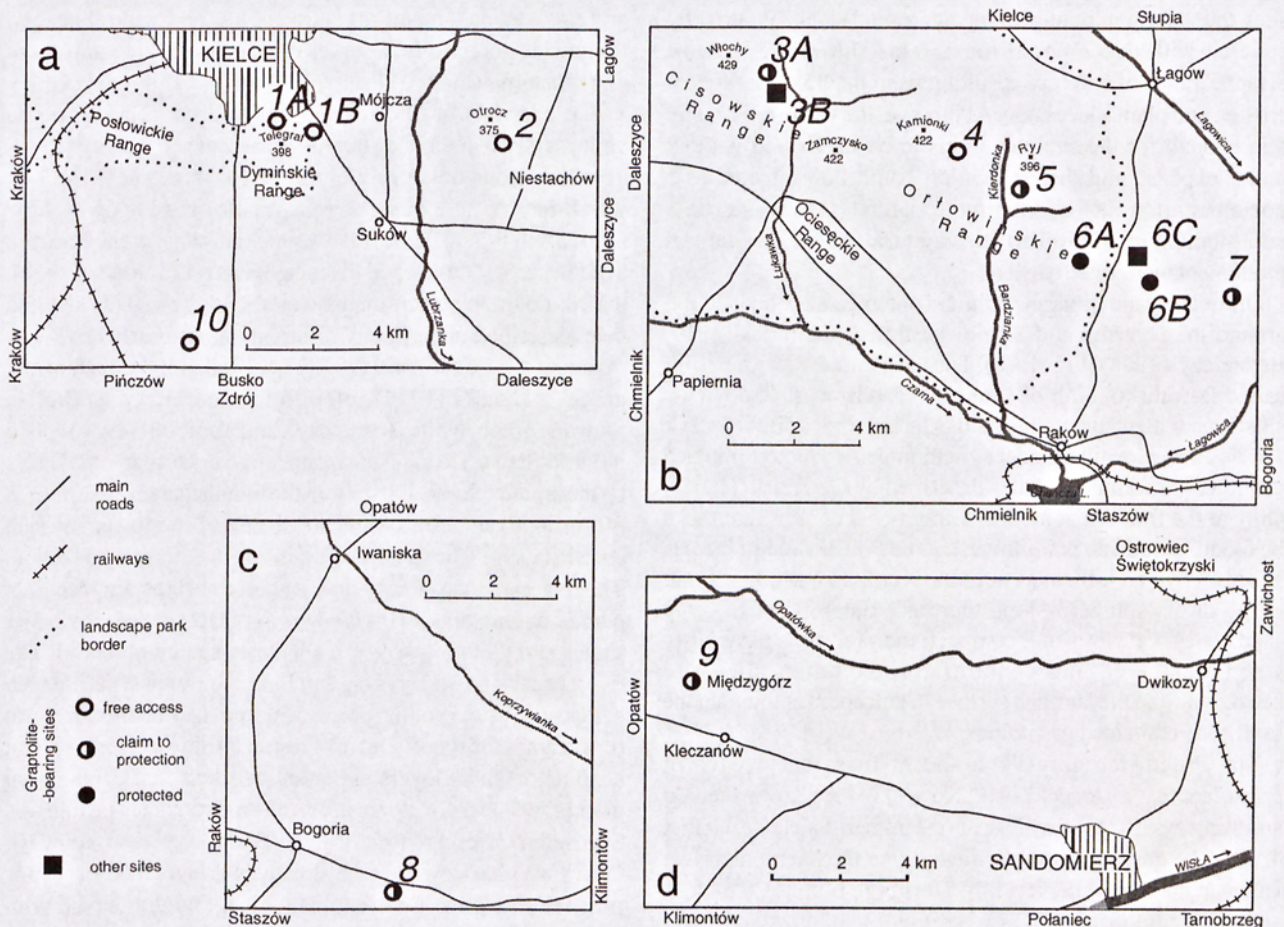 a
KIELCE
Łagów
1A
1B
Mójcza
Otrocz
375
2
Posłowickie
Range
Telegraf
398
Dymińskie
Range
Niestachów
Kraków
Suków
Daleszyce
Lubrzanka
10
0 2 4 km
Kraków
Pińczów
Busko
Zdrój
Daleszyce
Kielce
Słupia
Włochy
429
3A
Łagów
3B
Cisowskie
Range
Łagowica
Daleszyce
Zamczysko
422
Kamionki
422
4
Kierdonka
396
5
Orłowskie
Range
Ociesęckie
Range
6A
6C
7
6B
Łukawka
Bardzianka
Chmielnik
Papiernia
Czarna
0 2 4 km
Raków
Łagowica
Bogoria
b
Chmielnik
Staszów
main
roads
railways
landscape park
border
Graptolite-
bearing sites
free access
claim to
protection
protected
other sites
Opatów
c
Iwaniska
0 2 4 km
Koprzywianka
Raków
Bogoria
8
Klimontów
Staszów
Ostrowiec
Świętokrzyski
Zawichost
Opatówka
9
Międzygórz
Dwikozy
Opatów
Kleczanów
0 2 4 km
SANDOMIERZ
WISŁA
d
Klimontów
Połaniec
Tarnobrzeg